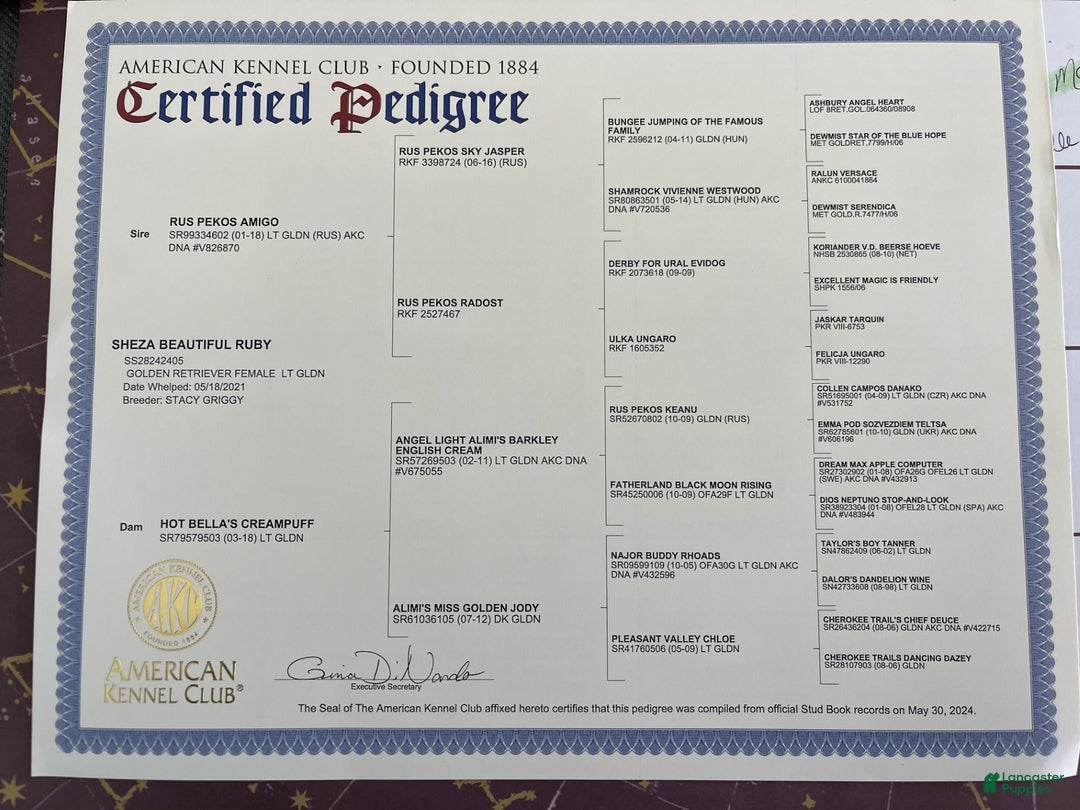 AMERICAN KENNEL CLUB · FOUNDED 1884
Certified Pedigree
Sire
RUS PEKOS AMIGO
SR99334602 (01-18) LT GLDN (RUS) AKC
DNA #V826870
SHEZA BEAUTIFUL RUBY
SS28242405
GOLDEN RETRIEVER FEMALE LT GLDN
Date Whelped: 05/18/2021
Breeder: STACY GRIGGY
Dam
HOT BELLA'S CREAMPUFF
SR79579503 (03-18) LT GLDN
RUS PEKOS SKY JASPER
RKF 3398724 (06-16) (RUS)
RUS PEKOS RADOST
RKF 2527467
ANGEL LIGHT ALIMI'S BARKLEY
ENGLISH CREAM
SR57269503 (02-11) LT GLDN AKC DNA
#V675055
ALIMI'S MISS GOLDEN JODY
SR61036105 (07-12) DK GLDN
BUNGEE JUMPING OF THE FAMOUS
FAMILY
RKF 2596212 (04-11) GLDN (HUN)
SHAMROCK VIVIENNE WESTWOOD
SR80863501 (05-14) LT GLDN (HUN) AKC
DNA #V720536
DERBY FOR URAL EVIDOG
RKF 2073618 (09-09)
ULKA UNGARO
RKF 1605352
RUS PEKOS KEANU
SR52670802 (10-09) GLDN (RUS)
FATHERLAND BLACK MOON RISING
SR45250006 (10-09) OFA29F LT GLDN
NAJOR BUDDY RHOADS
SR09599109 (10-05) OFA30G LT GLDN AKC
DNA #V432596
PLEASANT VALLEY CHLOE
SR41760506 (05-09) LT GLDN
ASHBURY ANGEL HEART
LOF 8RET.GOL.064360/08908
DEWMIST STAR OF THE BLUE HOPE
MET GOLDRET.7799/H/06
RALUN VERSACE
ANKC 6100041864
DEWMIST SERENDICA
MET GOLD.R.7477/H/06
KORIANDER V.D. BEERSE HOEVE
NHSB 2530865 (08-10) (NET)
EXCELLENT MAGIC IS FRIENDLY
SHPK 1556/06
JASKAR TARQUIN
PKR VIII-6753
FELICJA UNGARO
PKR VIII-12290
COLLEN CAMPOS DANAKO
SR51695001 (04-09) LT GLDN (CZR) AKC DNA
#V531752
EMMA POD SOZVEZDIEM TELTSA
SR62785601 (10-10) GLDN (UKR) AKC DNA
#V606196
DREAM MAX APPLE COMPUTER
SR27302902 (01-08) OFA26G OFEL26 LT GLDN
(SWE) AKC DNA #V432913
DIOS NEPTUNO STOP-AND-LOOK
SR38923304 (01-08) OFEL28 LT GLDN (SPA) AKC
DNA #V483944
TAYLOR'S BOY TANNER
SN47862409 (06-02) LT GLDN
DALOR'S DANDELION WINE
SN42733608 (08-98) LT GLDN
CHEROKEE TRAIL'S CHIEF DEUCE
SR26436204 (08-06) GLDN AKC DNA #V422715
CHEROKEE TRAILS DANCING DAZEY
SR28107903 (08-06) GLDN
AMERICAN KENNEL CLUB
AKC
FOUNDED 1884
AMERICAN
KENNEL CLUB®
Gina DiNardo
Executive Secretary
The Seal of The American Kennel Club affixed hereto certifies that this pedigree was compiled from official Stud Book records on May 30, 2024.
Lancaster
Puppies